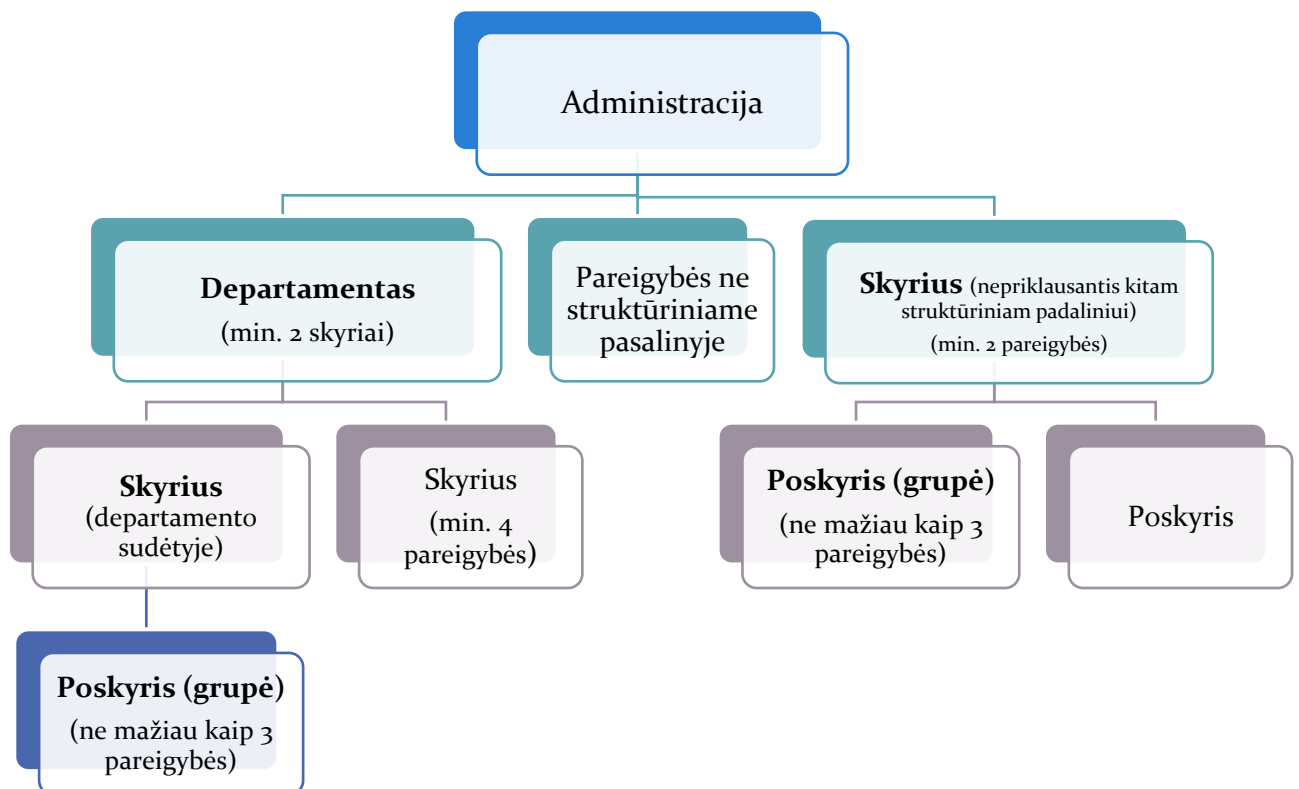 Administracija
Departamentas
(min. 2 skyriai)
Pareigybės ne
struktūriniame
pasalinyje
Skyrius (nepriklausantis kitam
struktūriniam padaliniui)
(min. 2 pareigybės)
Skyrius
(departamento
sudėtyje)
Skyrius
(min. 4
pareigybės)
Poskyris (grupė)
(ne mažiau kaip 3
pareigybės)
Poskyris
Poskyris (grupė)
(ne mažiau kaip 3
pareigybės)